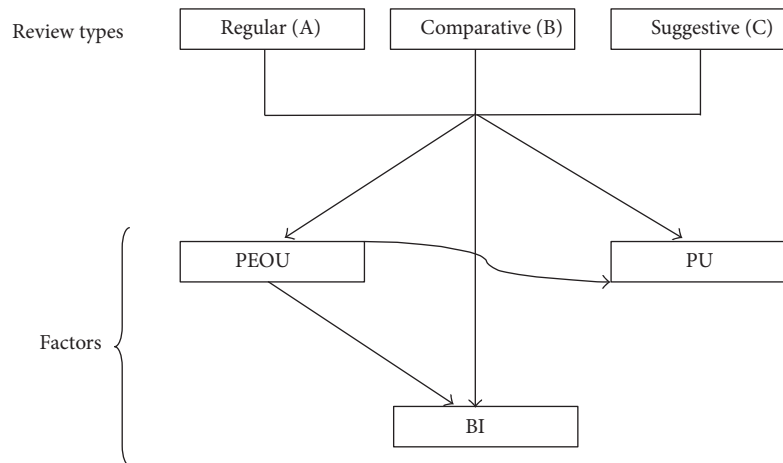 Review types
Regular (A)
Comparative (B)
Suggestive (C)
PEOU
PU
Factors
BI